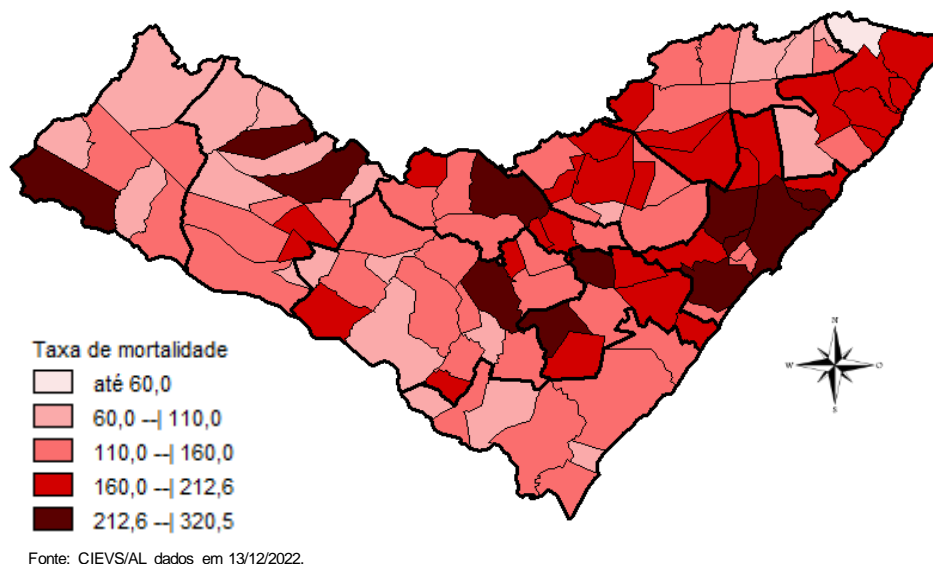 N
W
O
S
Taxa de mortalidade
até 60,0
60,0 --| 110,0
110,0 --| 160,0
160,0 --| 212,6
212,6 --| 320,5
Fonte: CIEVS/AL dados em 13/12/2022.